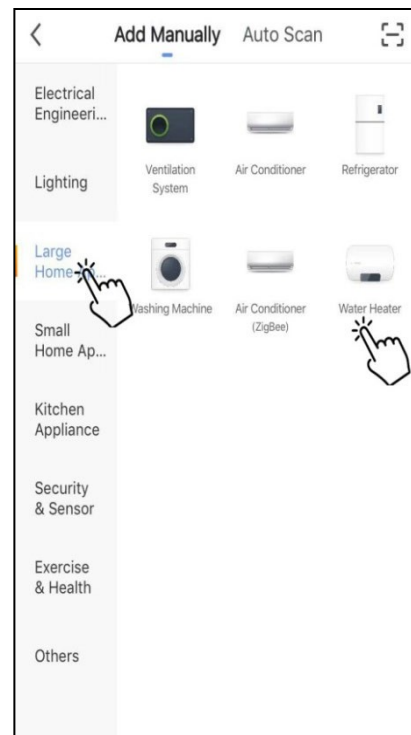 Add Manually Auto Scan
Electrical
Engineeri...
Lighting
Large
Home
Small
Home Ap...
Kitchen
Appliance
Security
& Sensor
Exercise
& Health
Others
Ventilation
System
Air Conditioner
Refrigerator
Washing Machine
Air Conditioner
(ZigBee)
Water Heater